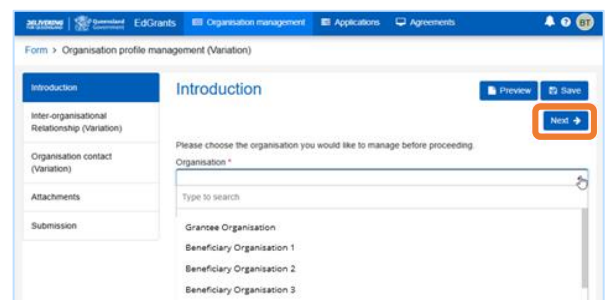 DELIVERING
FOR QUEENSLAND
Queensland
Government
EdGrants
Organisation management
Applications
Agreements
BT
Form > Organisation profile management (Variation)
Introduction
Inter-organisational
Relationship (Variation)
Organisation contact
(Variation)
Attachments
Submission
Introduction
Preview
Save
Next →
Please choose the organisation you would like to manage before proceeding.
Organisation *
Type to search
Grantee Organisation
Beneficiary Organisation 1
Beneficiary Organisation 2
Beneficiary Organisation 3